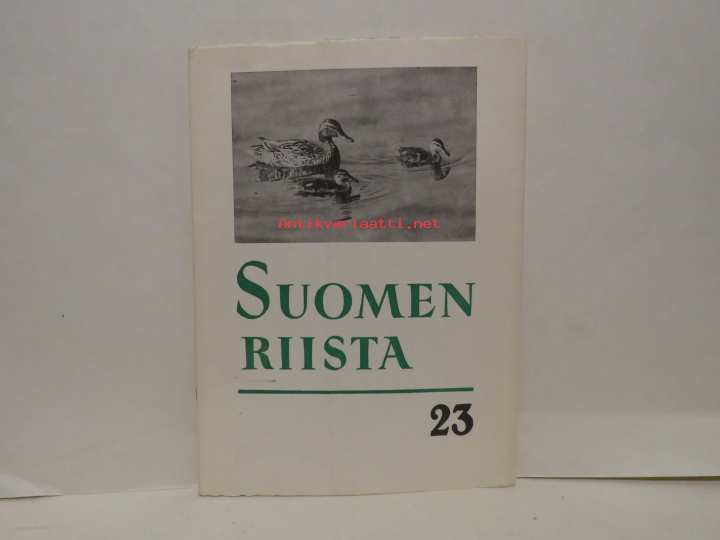 Antikvariaatti.net
SUOMEN
RIISTA
23